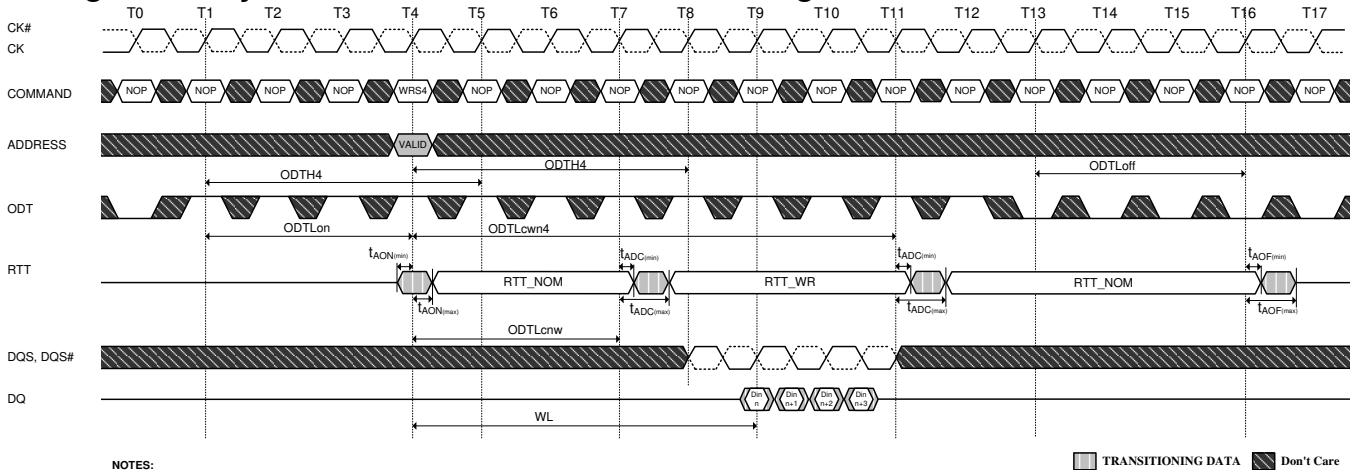 T0 T1 T2 T3 T4 T5 T6 T7 T8 T9 T10 T11 T12 T13 T14 T15 T16 T17
CK#
CK
COMMAND NOP NOP NOP NOP WRS4 NOP NOP NOP NOP NOP NOP NOP NOP NOP NOP NOP NOP NOP
ADDRESS VALID
ODTH4 ODTH4 ODTLoff
ODT
ODTLon ODTLcwn4
tAON(min) tADC(min) tADC(min) tAOF(min)
RTT RTT_NOM RTT_WR RTT_NOM
tAON(max) tADC(max) tADC(max) tAOF(max)
ODTLcnw
DQS, DQS#
DQ Din n Din n+1 Din n+2 Din n+3
WL
NOTES: TRANSITIONING DATA Don't Care